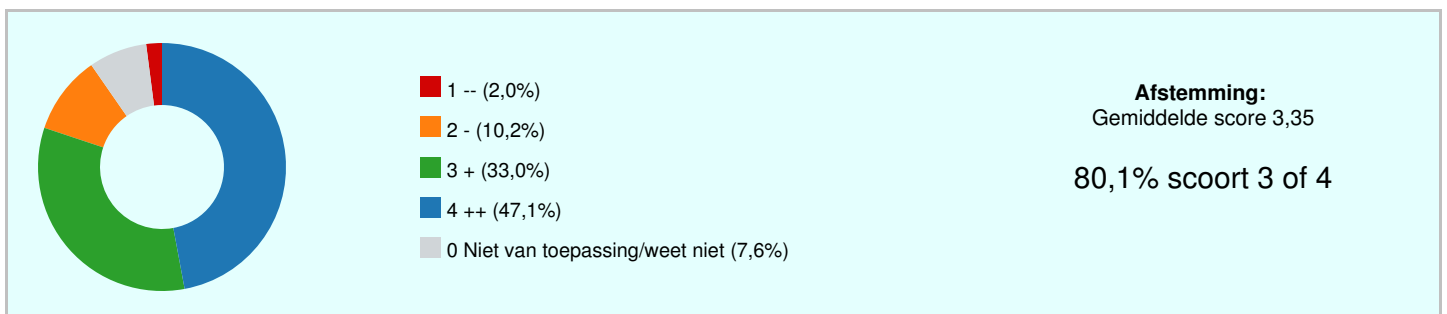 1 -- (2,0%)
2 - (10,2%)
3 + (33,0%)
4 ++ (47,1%)
0 Niet van toepassing/weet niet (7,6%)
Afstemming:
Gemiddelde score 3,35
80,1% scoort 3 of 4